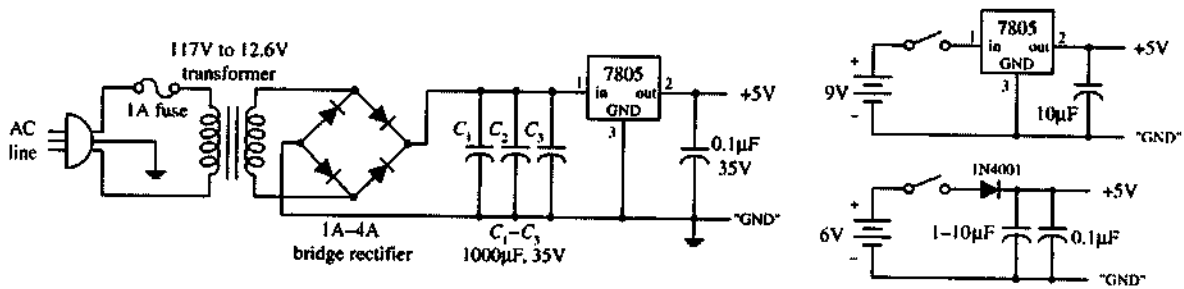 117V to 12.6V
transformer
1A fuse
AC
line
1A–4A
bridge rectifier
C₁
C₂
C₃
C₁–C₃
1000μF, 35V
7805
1
in
out
2
GND
3
+5V
0.1μF
35V
"GND"
7805
1
in
out
2
GND
3
+5V
+
9V
–
10μF
"GND"
1N4001
+5V
+
6V
–
1–10μF
0.1μF
"GND"